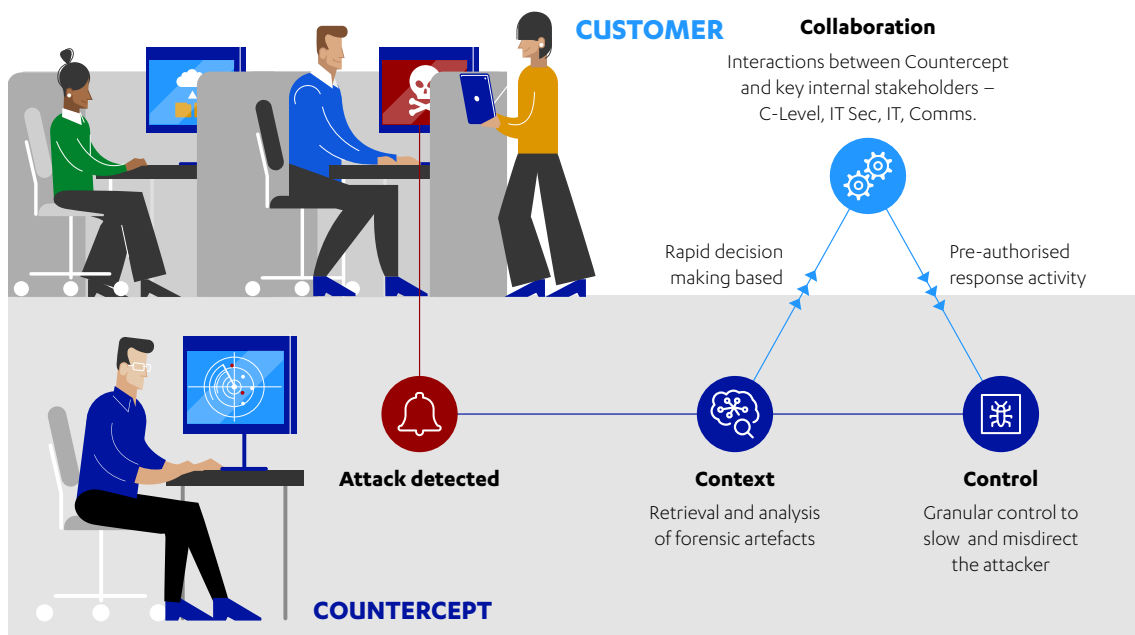 CUSTOMER
Collaboration
Interactions between Countercept
and key internal stakeholders –
C-Level, IT Sec, IT, Comms.
Rapid decision
making based
Pre-authorised
response activity
Attack detected
Context
Retrieval and analysis
of forensic artefacts
Control
Granular control to
slow and misdirect
the attacker
COUNTERCEPT